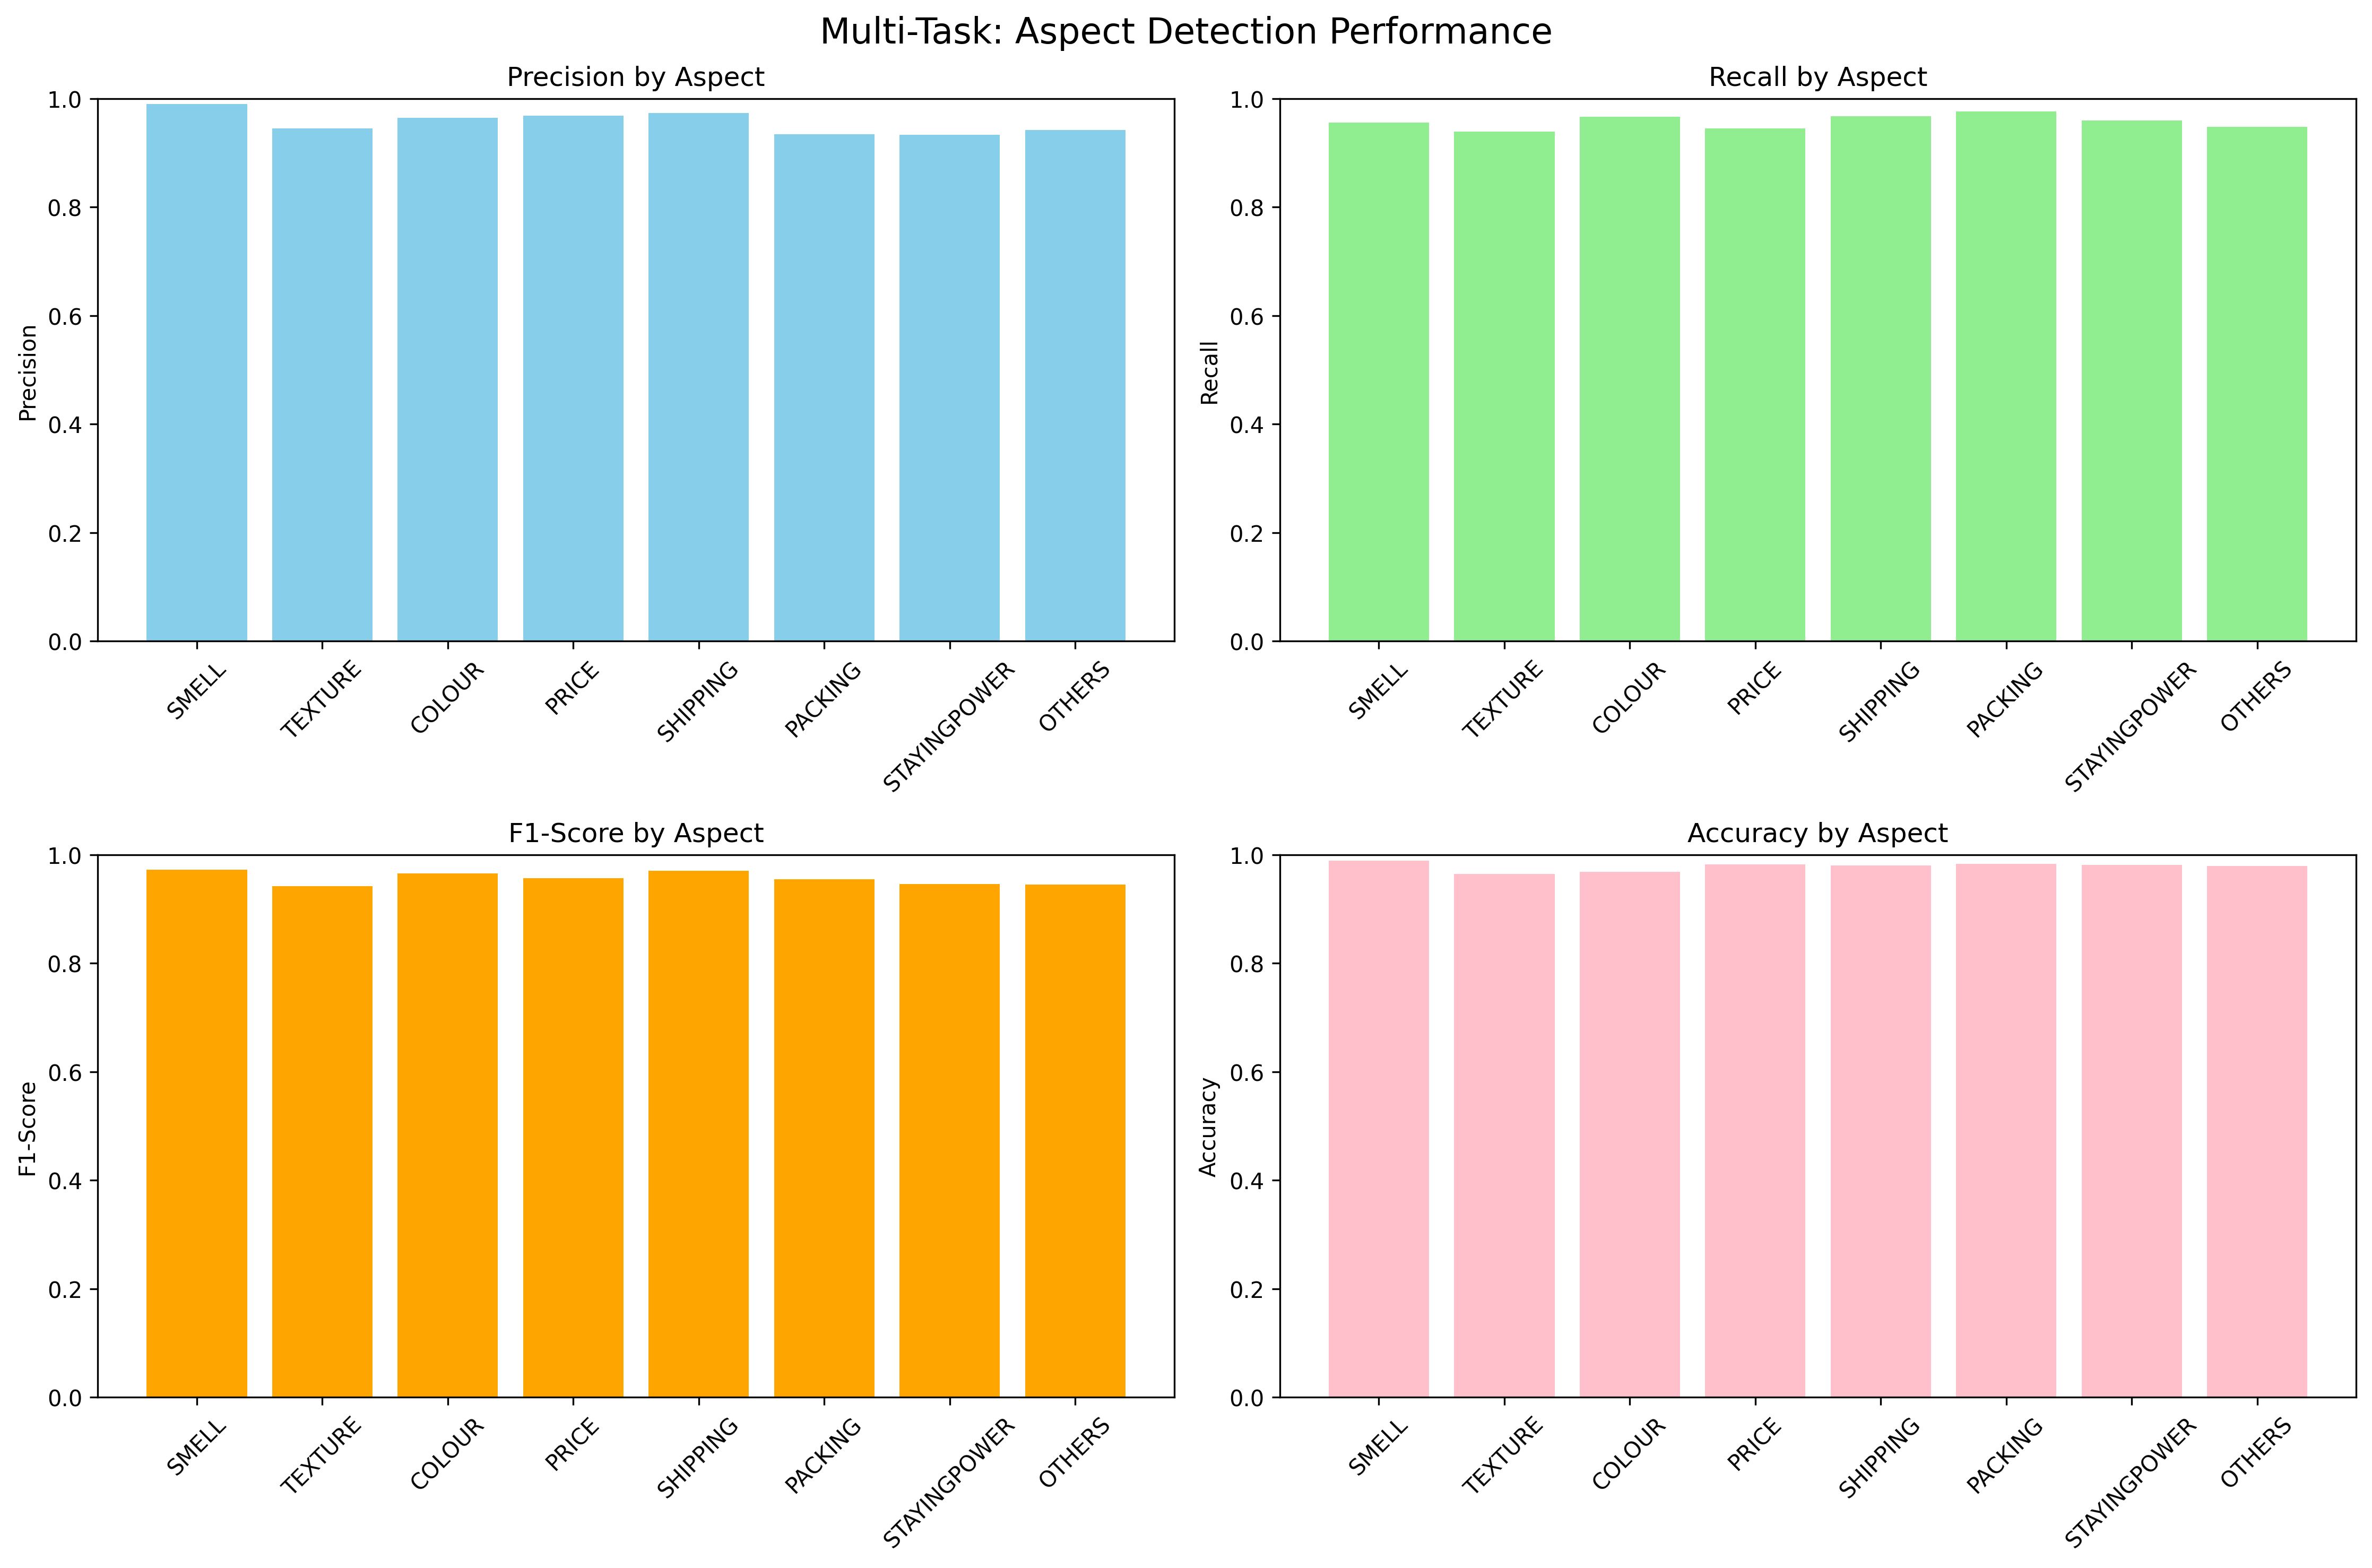 Multi-Task: Aspect Detection Performance
Precision by Aspect
Precision
1.0
0.8
0.6
0.4
0.2
0.0
SMELL
TEXTURE
COLOUR
PRICE
SHIPPING
PACKING
STAYINGPOWER
OTHERS
Recall by Aspect
Recall
1.0
0.8
0.6
0.4
0.2
0.0
SMELL
TEXTURE
COLOUR
PRICE
SHIPPING
PACKING
STAYINGPOWER
OTHERS
F1-Score by Aspect
F1-Score
1.0
0.8
0.6
0.4
0.2
0.0
SMELL
TEXTURE
COLOUR
PRICE
SHIPPING
PACKING
STAYINGPOWER
OTHERS
Accuracy by Aspect
Accuracy
1.0
0.8
0.6
0.4
0.2
0.0
SMELL
TEXTURE
COLOUR
PRICE
SHIPPING
PACKING
STAYINGPOWER
OTHERS